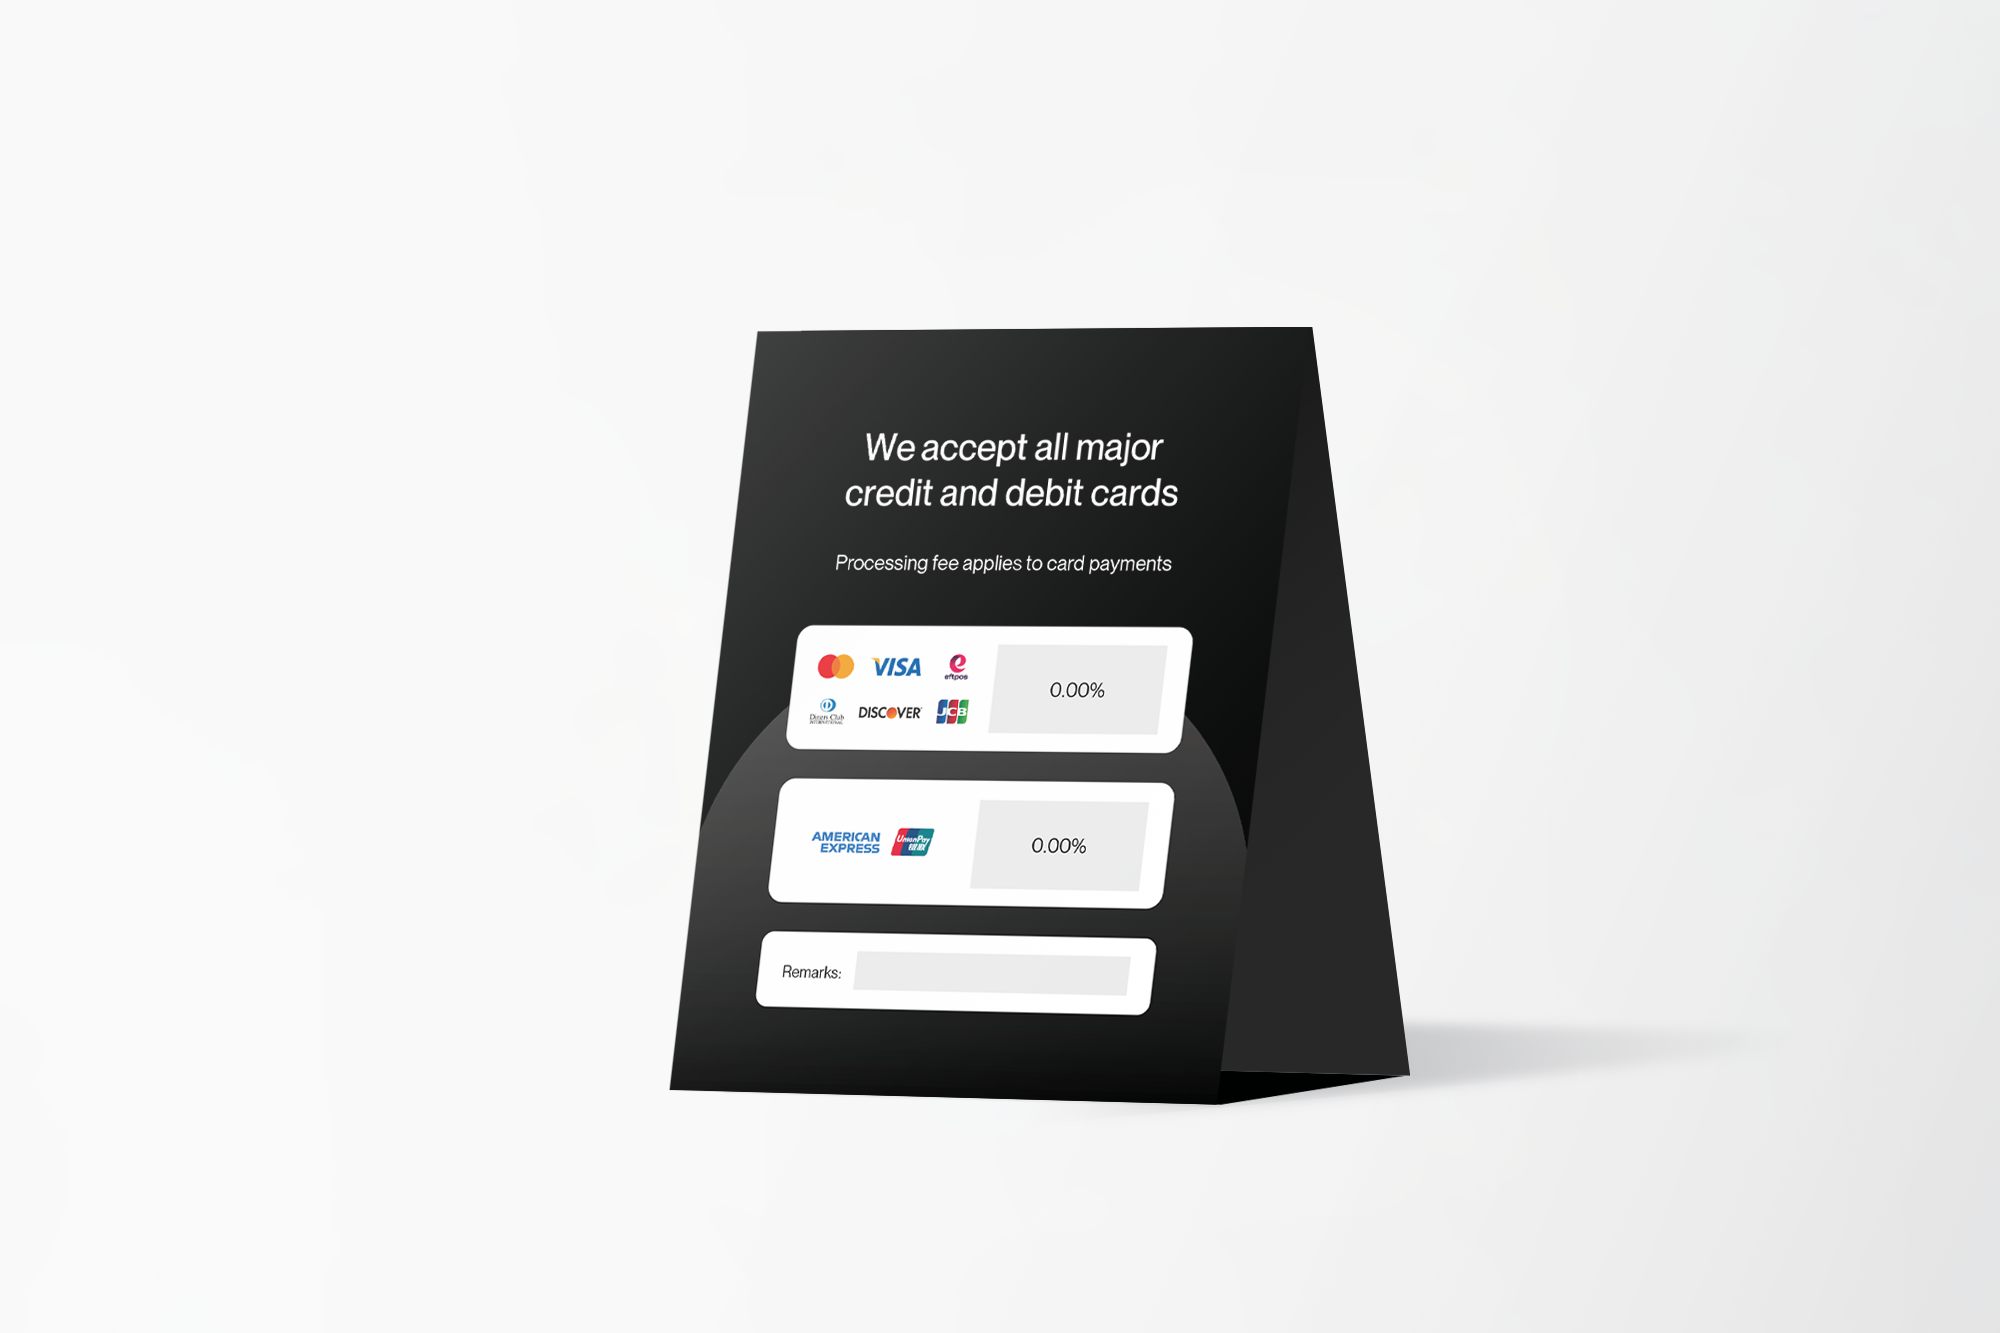 We accept all major
credit and debit cards
Processing fee applies to card payments
VISA
eftpos
Diners Club
INTERNATIONAL
DISCOVER
JCB
0.00%
AMERICAN
EXPRESS
UnionPay
银联
0.00%
Remarks: